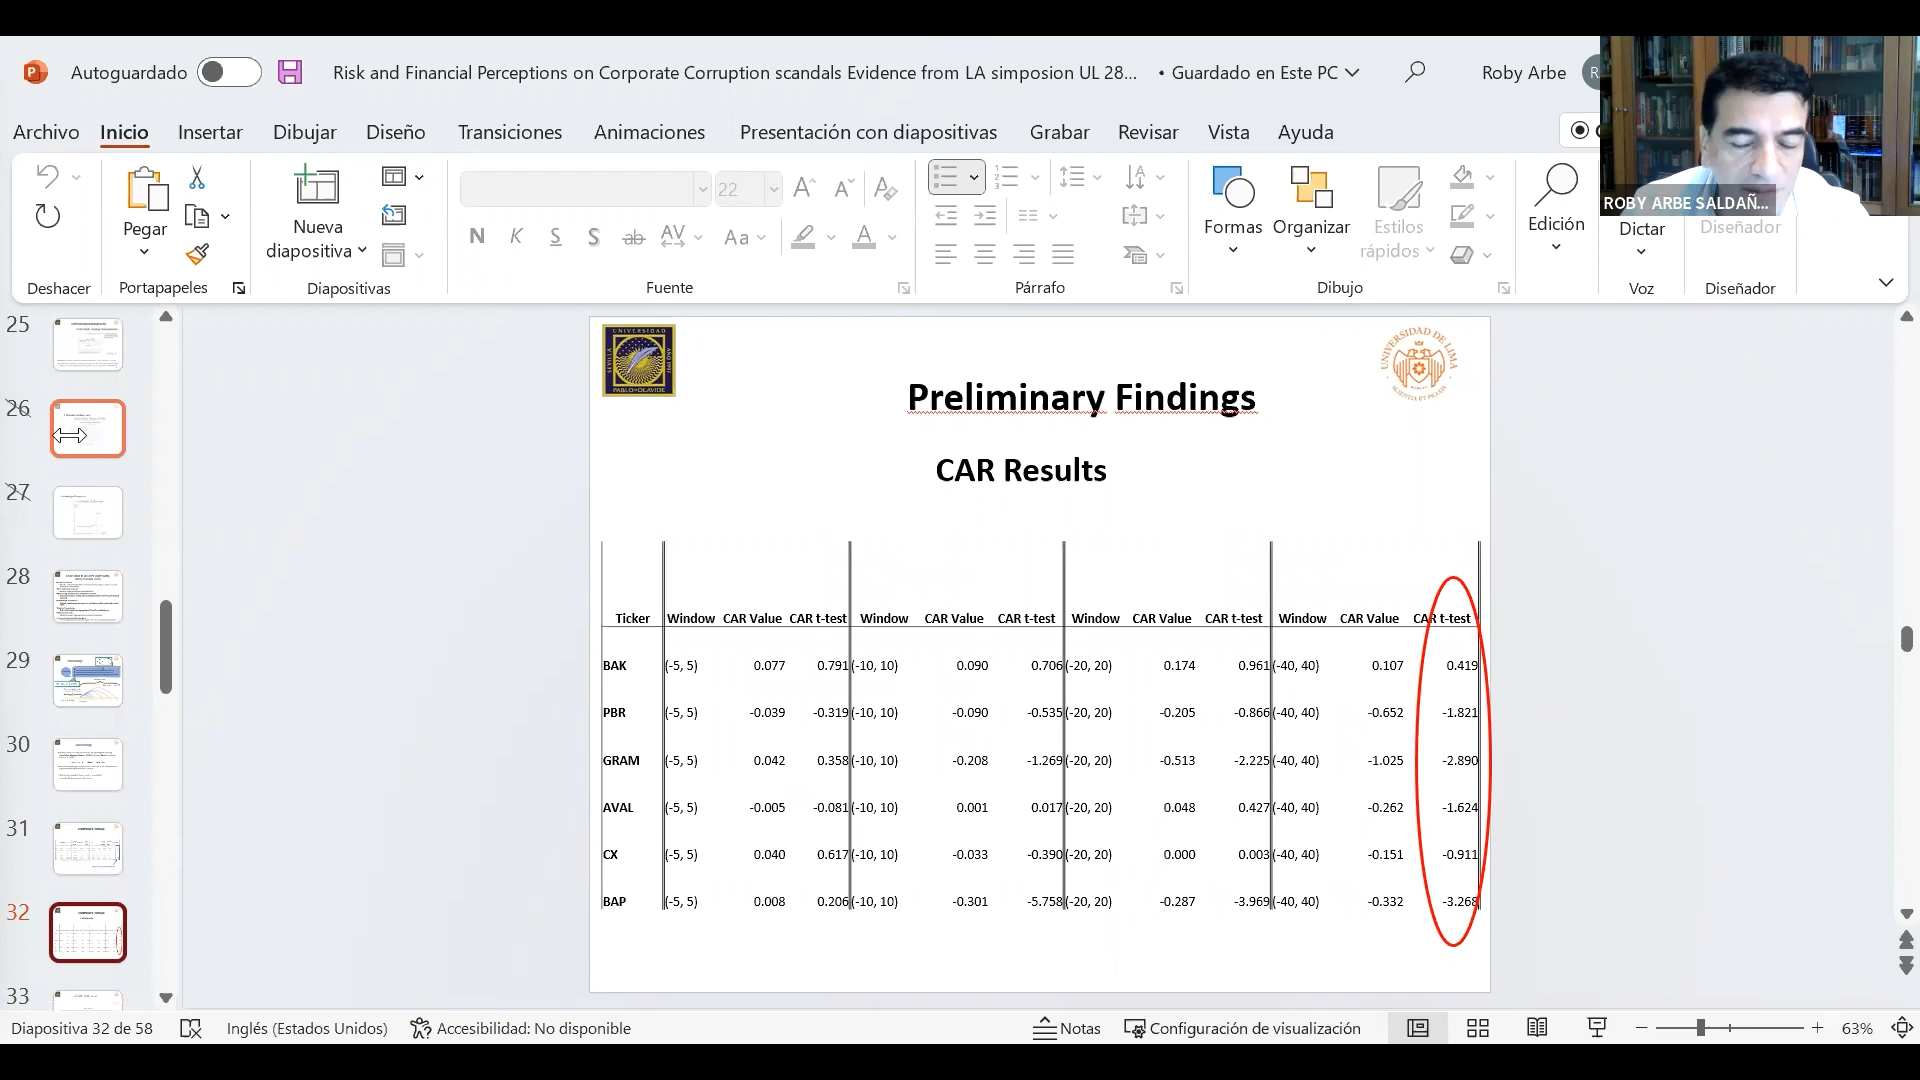 Autoguardado
Risk and Financial Perceptions on Corporate Corruption scandals Evidence from LA simposion UL 28... • Guardado en Este PC
Roby Arbe
Archivo Inicio Insertar Dibujar Diseño Transiciones Animaciones Presentación con diapositivas Grabar Revisar Vista Ayuda
ROBY ARBE SALDAÑ...
Pegar
Nueva diapositiva
22
N K S S ab AV Aa A
Formas
Organizar
Estilos rápidos
Edición
Dictar
Diseñador
Deshacer
Portapapeles
Diapositivas
Fuente
Párrafo
Dibujo
Voz
Diseñador
25
26
27
28
29
30
31
32
33
UNIVERSIDAD
PABLO OLAVIDE
SEVILLA
UNIVERSIDAD DE LIMA
SCIENTIA ET PRAXIS
Preliminary Findings
CAR Results
Ticker Window CAR Value CAR t-test Window CAR Value CAR t-test Window CAR Value CAR t-test Window CAR Value CAR t-test
BAK (-5, 5) 0.077 0.791 (-10, 10) 0.090 0.706 (-20, 20) 0.174 0.961 (-40, 40) 0.107 0.419
PBR (-5, 5) -0.039 -0.319 (-10, 10) -0.090 -0.535 (-20, 20) -0.205 -0.866 (-40, 40) -0.652 -1.821
GRAM (-5, 5) 0.042 0.358 (-10, 10) -0.208 -1.269 (-20, 20) -0.513 -2.225 (-40, 40) -1.025 -2.890
AVAL (-5, 5) -0.005 -0.081 (-10, 10) 0.001 0.017 (-20, 20) 0.048 0.427 (-40, 40) -0.262 -1.624
CX (-5, 5) 0.040 0.617 (-10, 10) -0.033 -0.390 (-20, 20) 0.000 0.003 (-40, 40) -0.151 -0.911
BAP (-5, 5) 0.008 0.206 (-10, 10) -0.301 -5.758 (-20, 20) -0.287 -3.969 (-40, 40) -0.332 -3.268
Diapositiva 32 de 58
Inglés (Estados Unidos)
Accesibilidad: No disponible
Notas
Configuración de visualización
63%